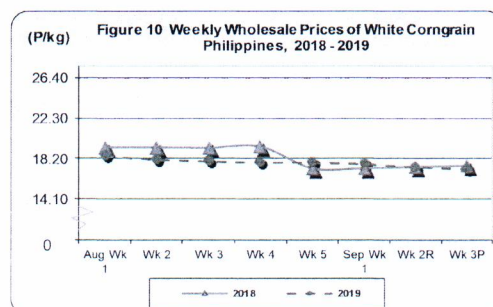 (P/kg)
Figure 10 Weekly Wholesale Prices of White Corngrain
Philippines, 2018 - 2019
26.40
22.30
18.20
14.10
0
Aug Wk 1
Wk 2
Wk 3
Wk 4
Wk 5
Sep Wk 1
Wk 2R
Wk 3P
2018
2019